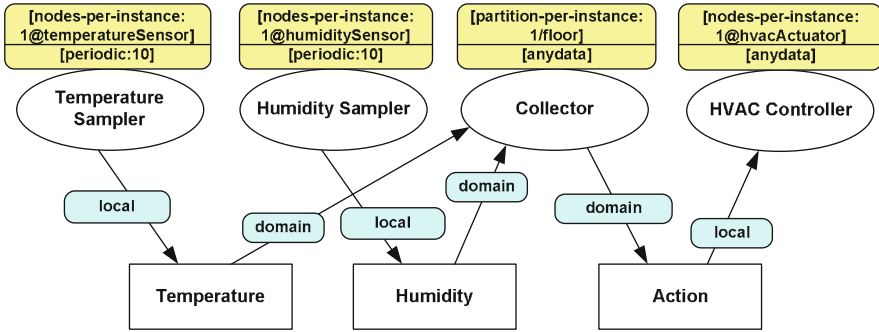 [nodes-per-instance:
1@temperatureSensor]
[periodic:10]
[nodes-per-instance:
1@humiditySensor]
[periodic:10]
[partition-per-instance:
1/floor]
[anydata]
[nodes-per-instance:
1@hvacActuator]
[anydata]
Temperature
Sampler
Humidity Sampler
Collector
HVAC Controller
local
domain
local
domain
domain
local
Temperature
Humidity
Action